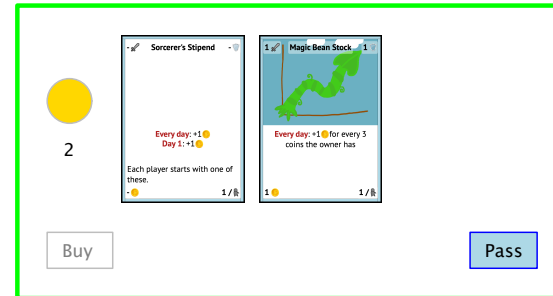 - Sorcerer's Stipend -
1 Magic Bean Stock 1
2
Every day: +1
Day 1: +1
Each player starts with one of
these.
- 1 /
Every day: +1 for every 3
coins the owner has
1 1 /
Buy
Pass